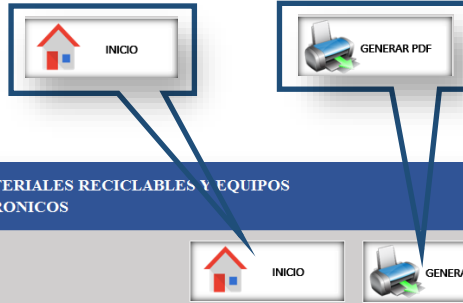 INICIO
GENERAR PDF
TERIALES RECICLABLES Y EQUIPOS
RONICOS
INICIO
GENERA